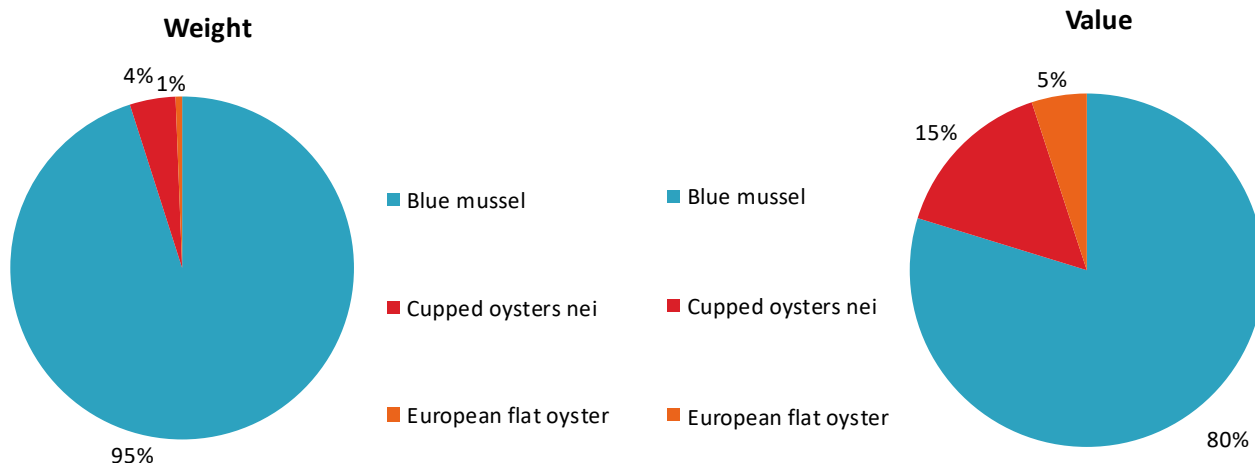 Weight
4%
1%
95%
Blue mussel
Cupped oysters nei
European flat oyster
Value
5%
15%
80%
Blue mussel
Cupped oysters nei
European flat oyster